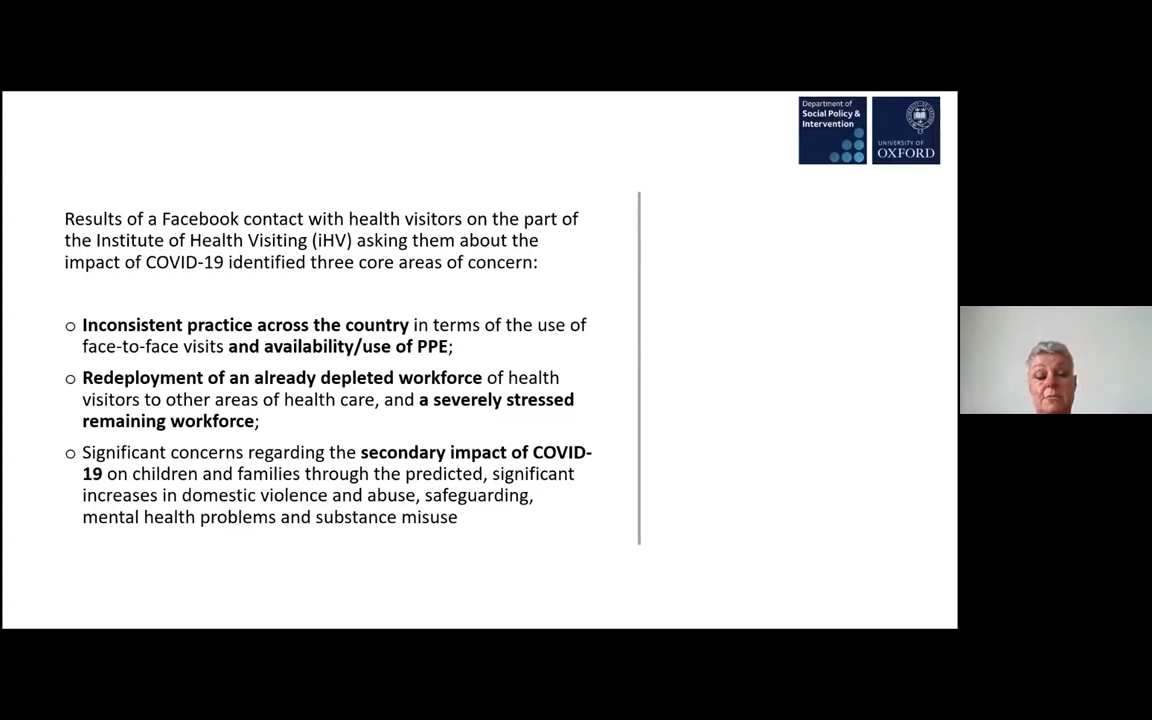 Department of
Social Policy &
Intervention
UNIVERSITY OF
OXFORD
Results of a Facebook contact with health visitors on the part of
the Institute of Health Visiting (iHV) asking them about the
impact of COVID-19 identified three core areas of concern:
o Inconsistent practice across the country in terms of the use of
face-to-face visits and availability/use of PPE;
o Redeployment of an already depleted workforce of health
visitors to other areas of health care, and a severely stressed
remaining workforce;
o Significant concerns regarding the secondary impact of COVID-
19 on children and families through the predicted, significant
increases in domestic violence and abuse, safeguarding,
mental health problems and substance misuse